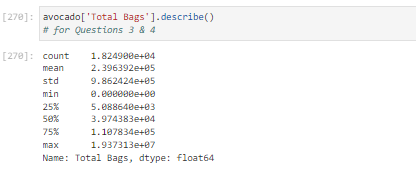 [270]: avocado['Total Bags'].describe()
# for Questions 3 & 4
[270]: count    1.824900e+04
mean     2.396392e+05
std      9.862424e+05
min      0.000000e+00
25%      5.088640e+03
50%      3.974383e+04
75%      1.107834e+05
max      1.937313e+07
Name: Total Bags, dtype: float64